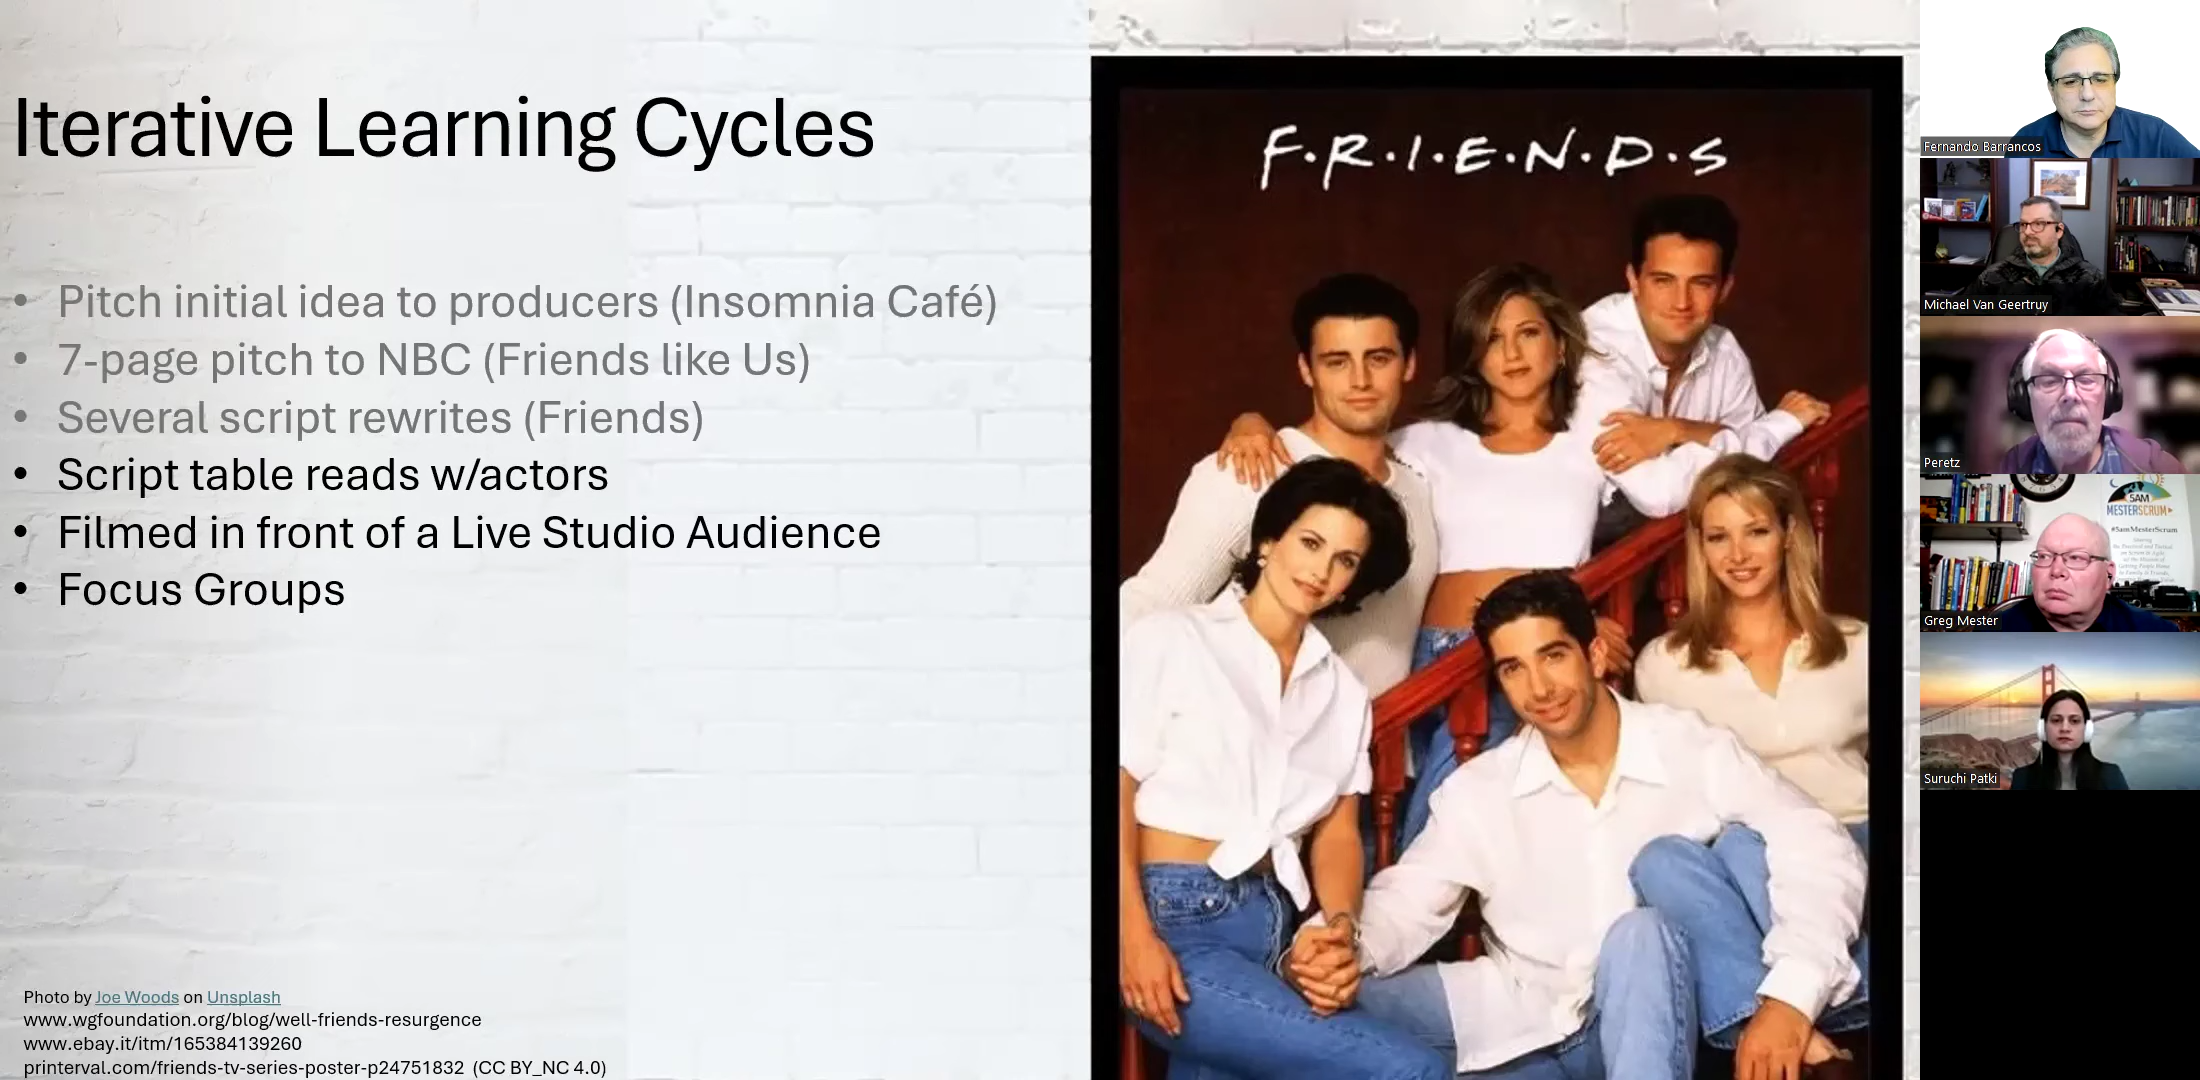 Iterative Learning Cycles
• Pitch initial idea to producers (Insomnia Café)
• 7-page pitch to NBC (Friends like Us)
• Several script rewrites (Friends)
• Script table reads w/actors
• Filmed in front of a Live Studio Audience
• Focus Groups
Photo by Joe Woods on Unsplash
www.wgfoundation.org/blog/well-friends-resurgence
www.ebay.it/itm/165384139260
printerval.com/friends-tv-series-poster-p24751832 (CC BY_NC 4.0)
F·R·I·E·N·D·S
Fernando Barrancos
Michael Van Geertruy
Peretz
5AM
MESTERSCRUM
#5amMesterScrum
Greg Mester
Suruchi Patki